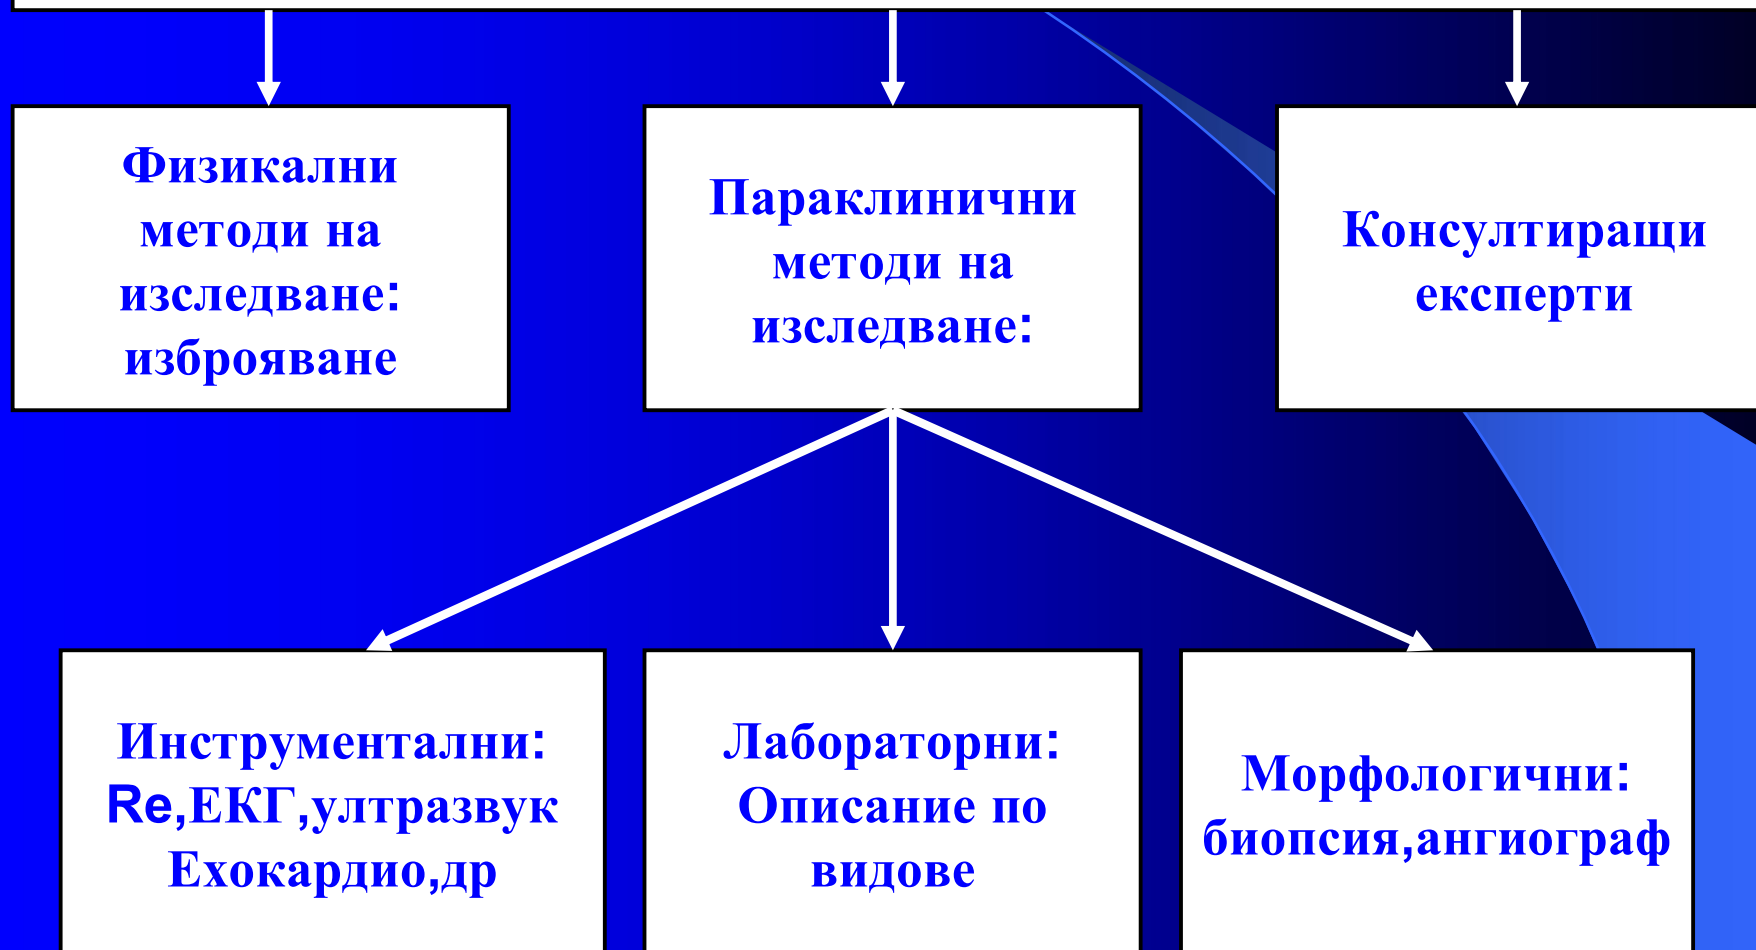 Физикални
методи на
изследване:
изброяване
Параклинични
методи на
изследване:
Консултиращи
експерти
Инструментални:
Re,ЕКГ,ултразвук
Ехокардио,др
Лабораторни:
Описание по
видове
Морфологични:
биопсия,ангиограф